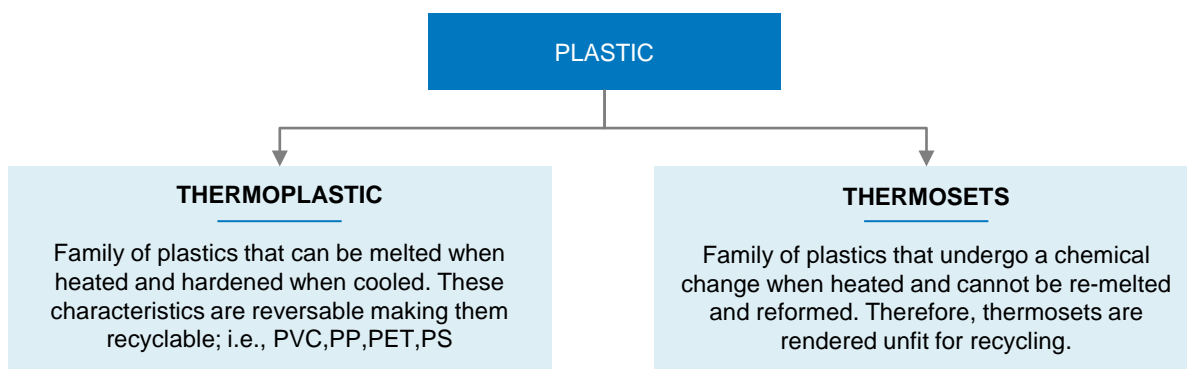 PLASTIC
THERMOPLASTIC
Family of plastics that can be melted when
heated and hardened when cooled. These
characteristics are reversable making them
recyclable; i.e., PVC,PP,PET,PS
THERMOSETS
Family of plastics that undergo a chemical
change when heated and cannot be re-melted
and reformed. Therefore, thermosets are
rendered unfit for recycling.